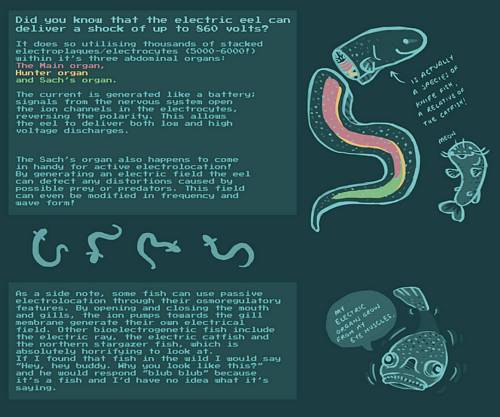 Did you know that the electric eel can
deliver a shock of up to 860 volts?
It does so utilising thousands of stacked
electroplaques/electrocytes (5000-6000!)
within it's three abdominal organs:
The Main organ,
Hunter organ
and Sach's organ.
The current is generated like a battery;
signals from the nervous system open
the ion channels in the electrocytes,
reversing the polarity. This allows
the eel to deliver both low and high
voltage discharges.
The Sach's organ also happens to come
in handy for active electrolocation!
By generating an electric field the eel
can detect any distortions caused by
possible prey or predators. This field
can even be modified in frequency and
wave form!
IS ACTUALLY
A SPECIES OF
KNIFE FISH,
A RELATIVE OF
THE CATFISH!
MEOW
As a side note, some fish can use passive
electrolocation through their osmoregulatory
features. By opening and closing the mouth
and gills, the ion pumps towards the gill
membrane generate their own electrical
field. Other bioelectrogenetic fish include
the electric ray, the electric catfish and
the northern stargazer fish, which is
absolutely horrifying to look at.
If I found that fish in the wild I would say
"Hey, hey buddy. Why you look like this?"
and he would respond "blub blub" because
it's a fish and I'd have no idea what it's
saying.
MY
ELECTRIC
ORGANS GROW
FROM MY
EYE MUSCLES